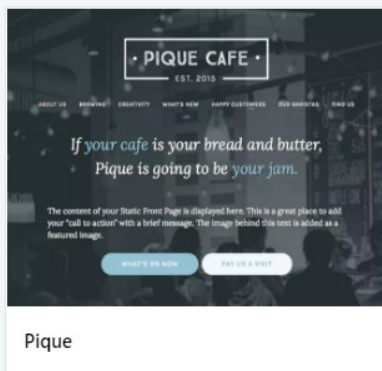 · PIQUE CAFE ·
EST. 2015
ABOUT US BREWING CREATIVITY WHAT'S NEW HAPPY CUSTOMERS OUR BARISTAS FIND US
If your cafe is your bread and butter,
Pique is going to be your jam.
The content of your Static Front Page is displayed here. This is a great place to add
your "call to action" with a brief message. The image behind this text is added as a
featured image.
WHAT'S ON NOW PAY US A VISIT
Pique